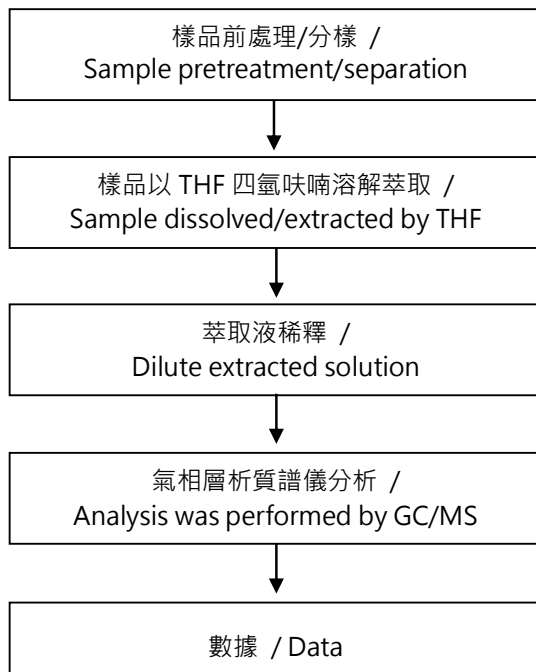 樣品前處理/分樣 /
Sample pretreatment/separation
樣品以 THF 四氫呋喃溶解萃取 /
Sample dissolved/extracted by THF
萃取液稀釋 /
Dilute extracted solution
氣相層析質譜儀分析 /
Analysis was performed by GC/MS
數據 / Data